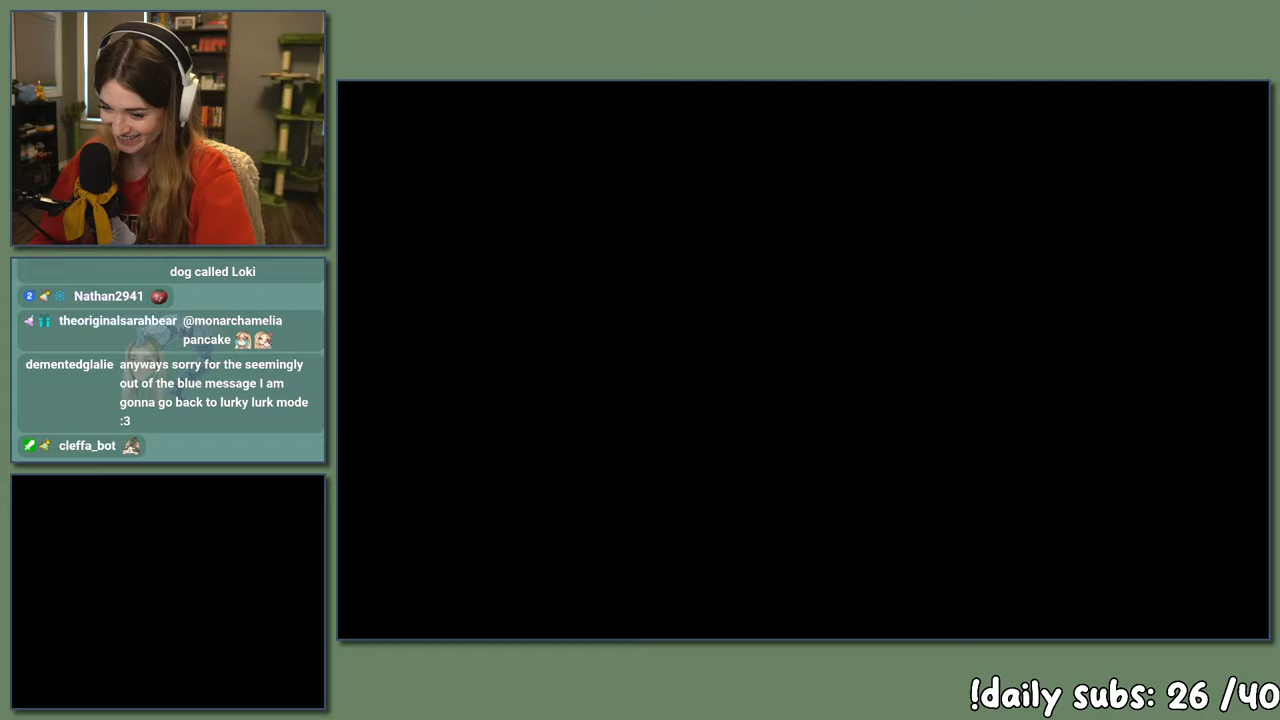 dog called Loki
2 Nathan2941
theoriginalsarahbear @monarchamelia
pancake
dementedglalie anyways sorry for the seemingly
out of the blue message I am
gonna go back to lurky lurk mode
:3
cleffa_bot
!daily subs: 26 /40